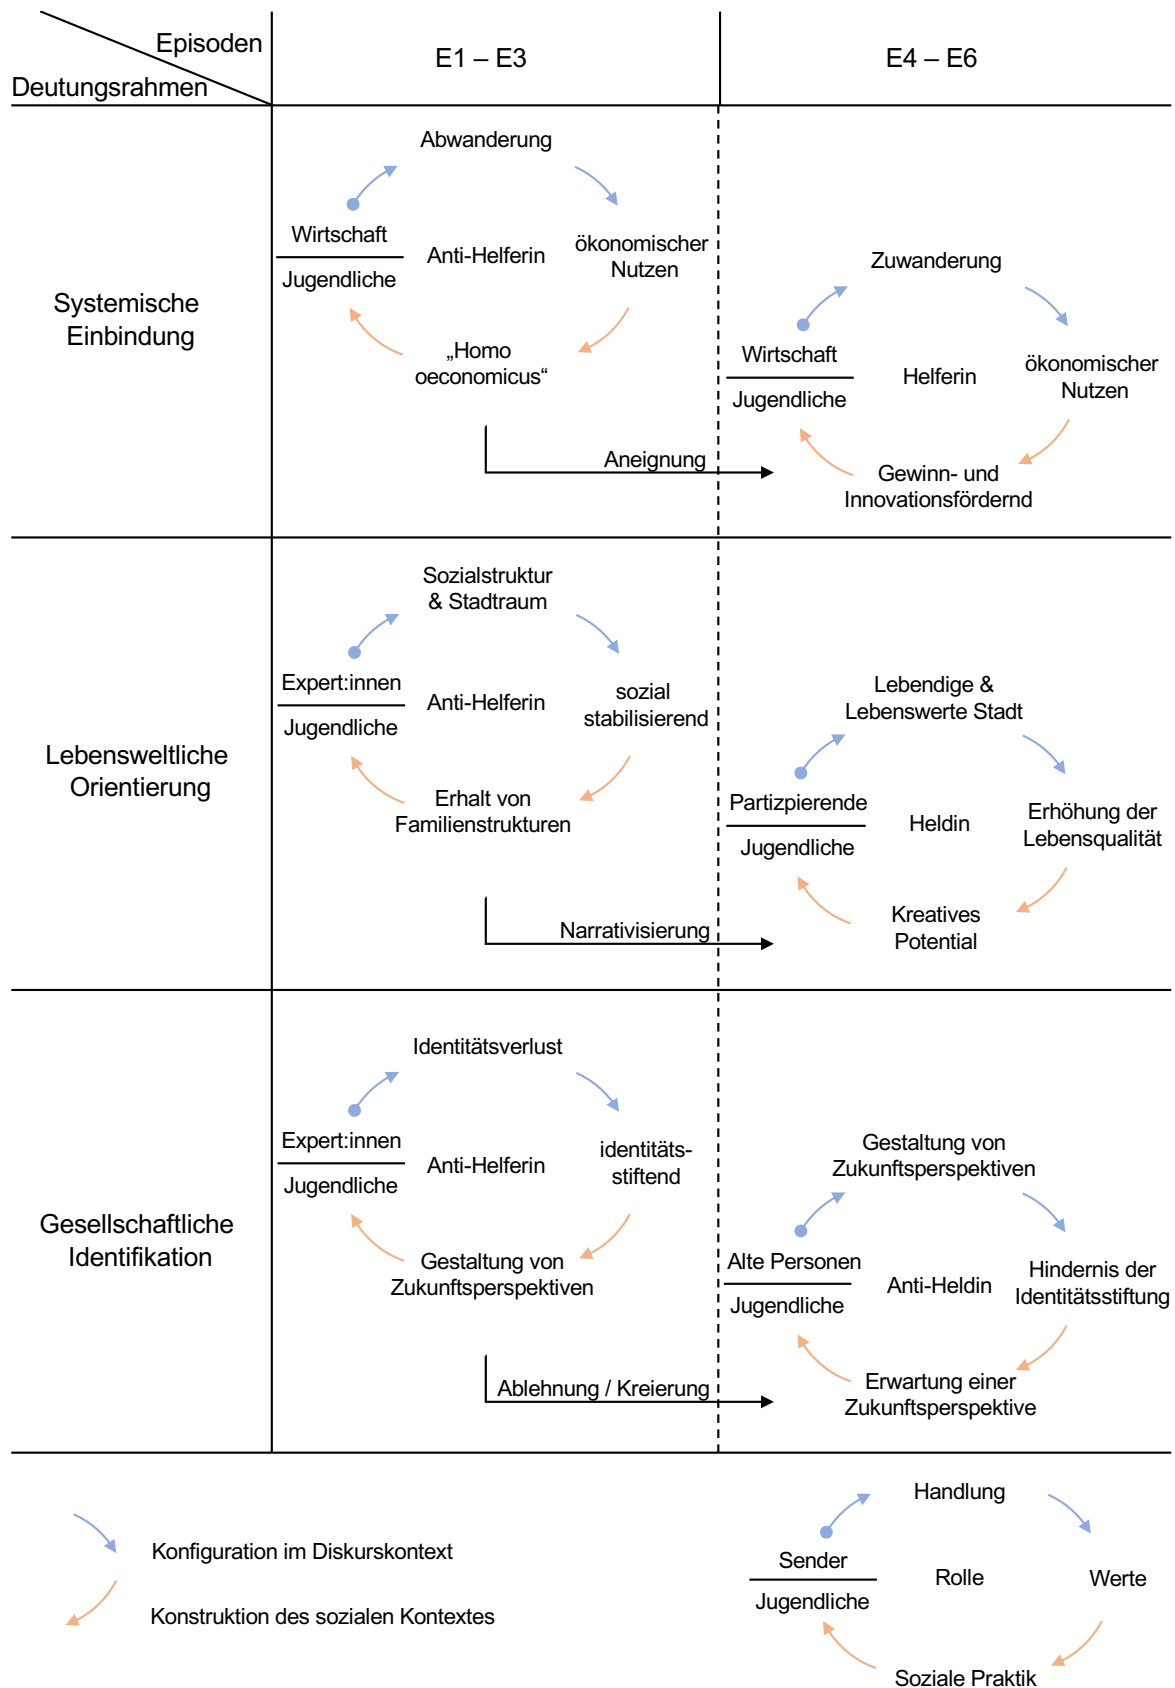 Episoden
Deutungsrahmen
E1 – E3
E4 – E6
Systemische
Einbindung
Abwanderung
Wirtschaft
Jugendliche
Anti-Helferin
ökonomischer
Nutzen
„Homo
oeconomicus“
Aneignung
Zuwanderung
Wirtschaft
Jugendliche
Helferin
ökonomischer
Nutzen
Gewinn- und
Innovationsfördernd
Lebensweltliche
Orientierung
Sozialstruktur
& Stadtraum
Expert:innen
Jugendliche
Anti-Helferin
sozial
stabilisierend
Erhalt von
Familienstrukturen
Narrativisierung
Lebendige &
Lebenswerte Stadt
Partizpierende
Jugendliche
Heldin
Erhöhung der
Lebensqualität
Kreatives
Potential
Gesellschaftliche
Identifikation
Identitätsverlust
Expert:innen
Jugendliche
Anti-Helferin
identitäts-
stiftend
Gestaltung von
Zukunftsperspektiven
Ablehnung / Kreierung
Gestaltung von
Zukunftsperspektiven
Alte Personen
Jugendliche
Anti-Heldin
Hindernis der
Identitätsstiftung
Erwartung einer
Zukunftsperspektive
Konfiguration im Diskurskontext
Konstruktion des sozialen Kontextes
Handlung
Sender
Jugendliche
Rolle
Werte
Soziale Praktik